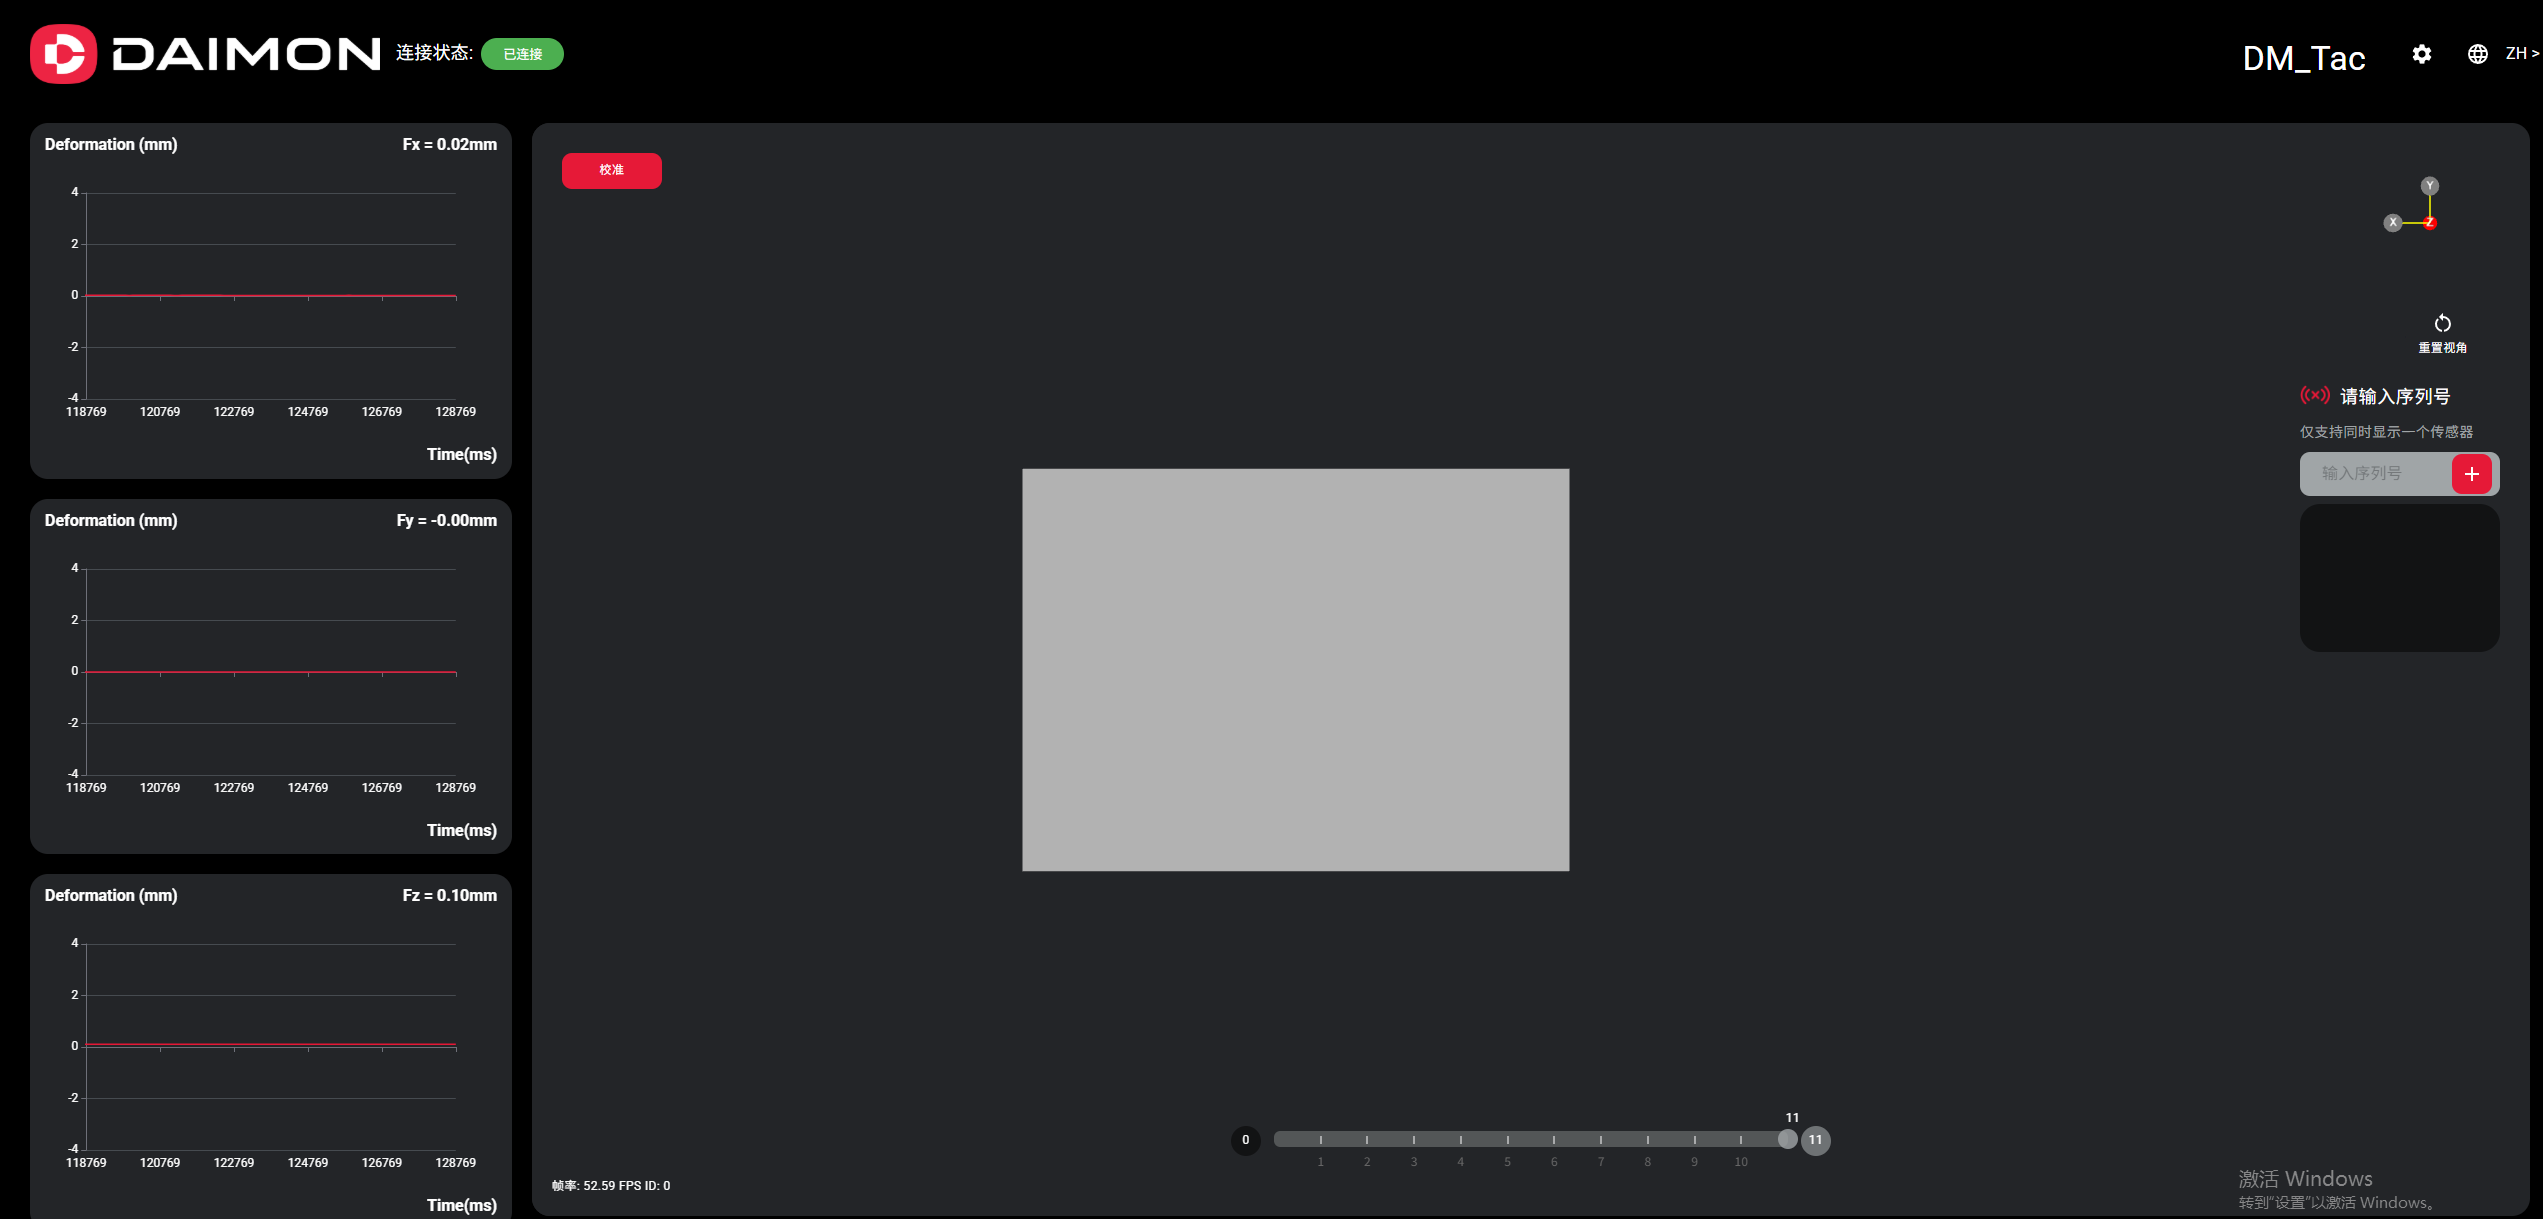 DAIMON 连接状态: 已连接
DM_Tac
ZH >
Deformation (mm) Fx = 0.02mm
4
2
0
-2
-4
118769 120769 122769 124769 126769 128769
Time(ms)
Deformation (mm) Fy = -0.00mm
4
2
0
-2
-4
118769 120769 122769 124769 126769 128769
Time(ms)
Deformation (mm) Fz = 0.10mm
4
2
0
-2
-4
118769 120769 122769 124769 126769 128769
Time(ms)
校准
Y
X Z
重置视角
请输入序列号
仅支持同时显示一个传感器
输入序列号 +
11
0 11
1 2 3 4 5 6 7 8 9 10
帧率: 52.59 FPS ID: 0
激活 Windows
转到"设置"以激活 Windows。